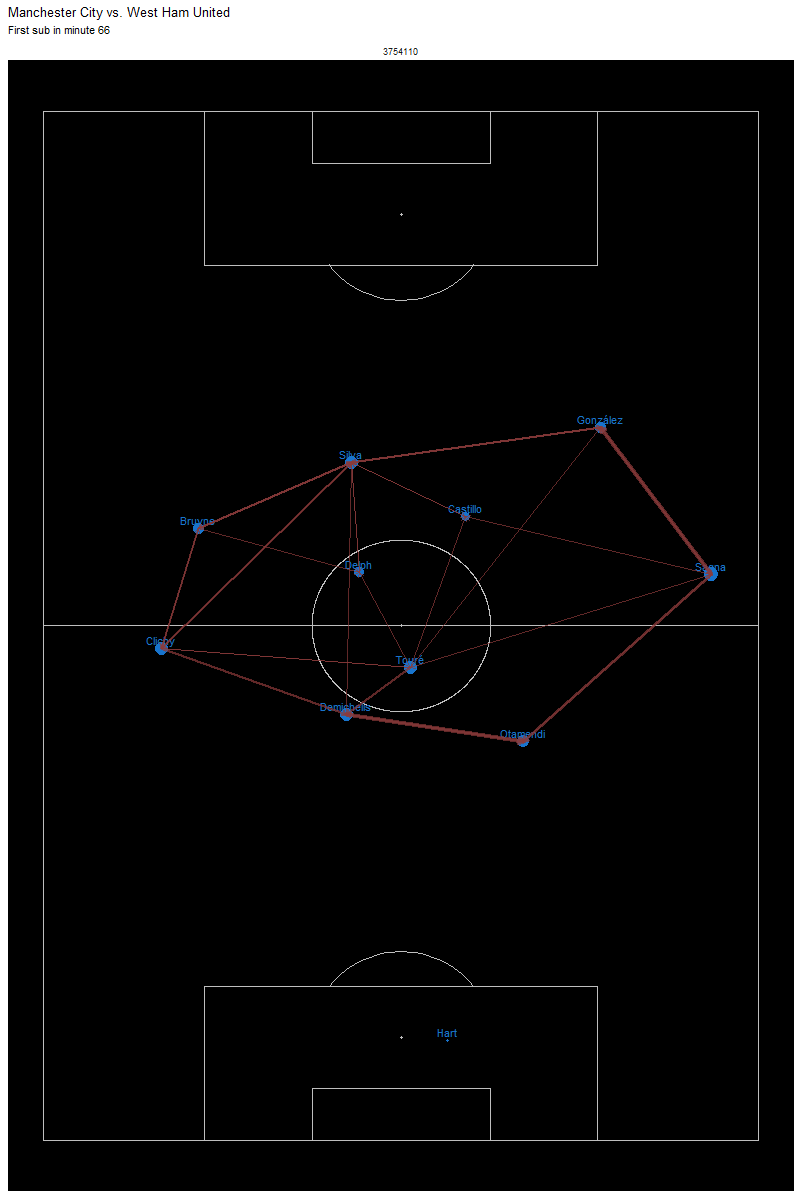 Manchester City vs. West Ham United
First sub in minute 66
3754110
González
Silva
Castillo
Bruyne
Delph
Sagna
Clichy
Touré
Demichelis
Otamendi
Hart